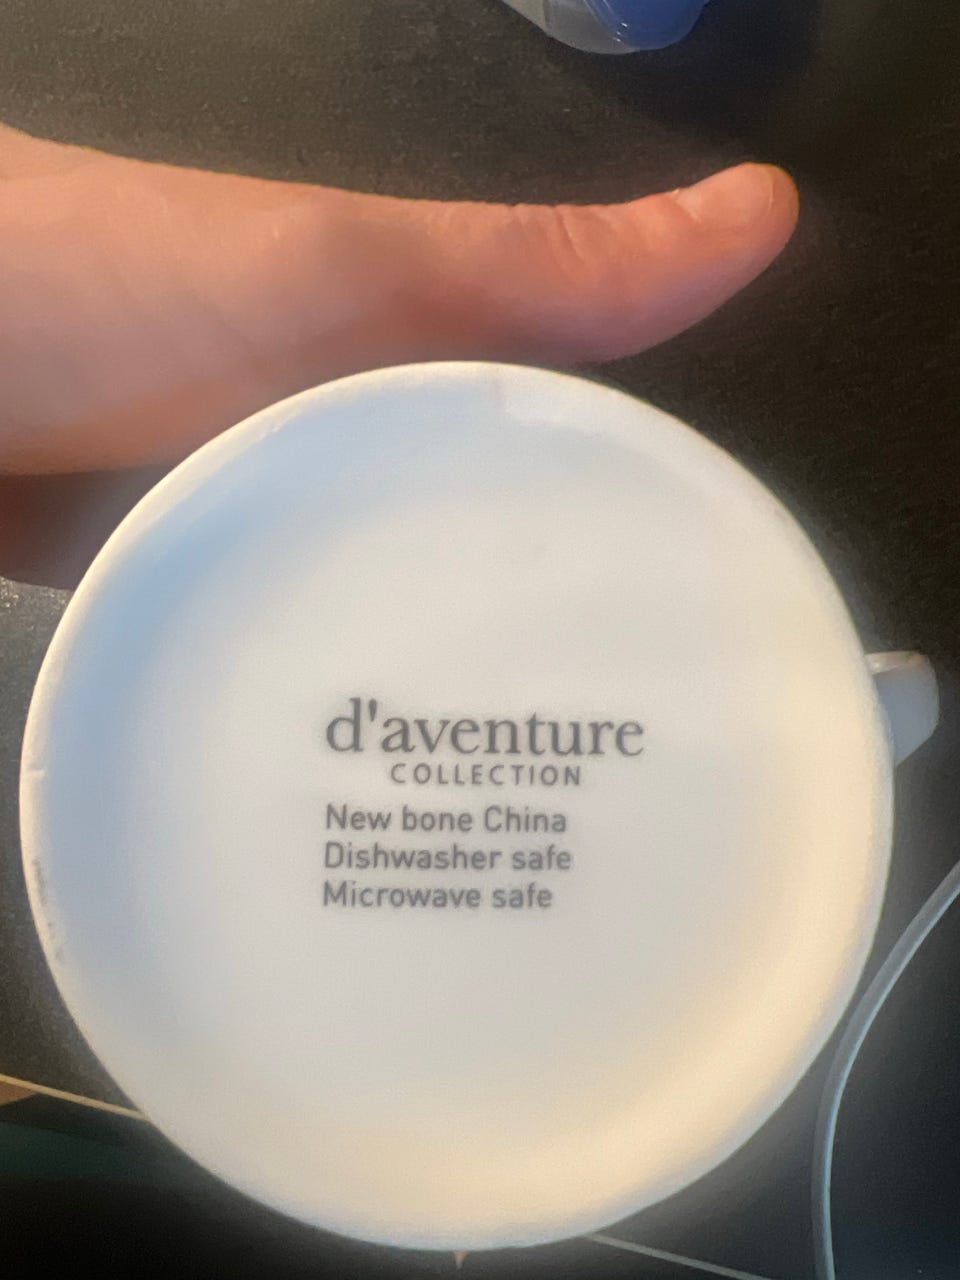 d'aventure
COLLECTION
New bone China
Dishwasher safe
Microwave safe